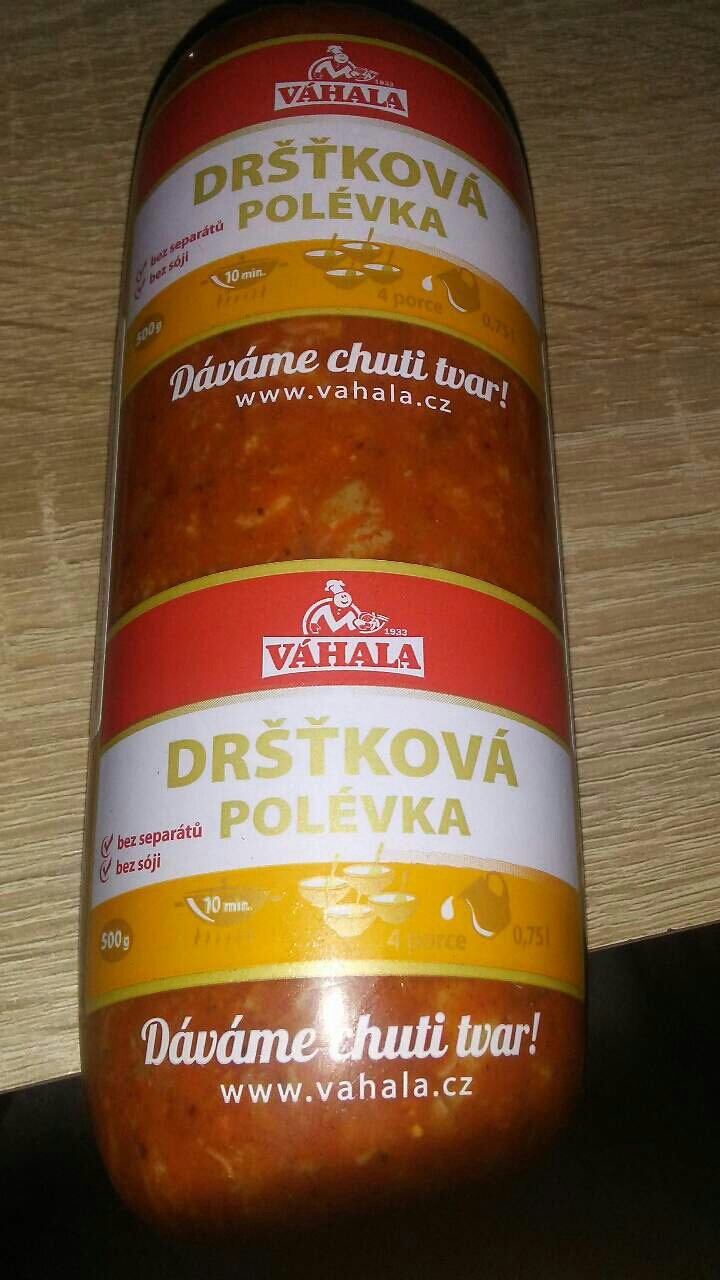 1933
VÁHALA
DRŠŤKOVÁ
POLÉVKA
bez separátů
bez sóji
10 min.
4 porce
0,75 l
500g
Dáváme chuti tvar!
www.vahala.cz
1933
VÁHALA
DRŠŤKOVÁ
POLÉVKA
bez separátů
bez sóji
10 min.
4 porce
0,75 l
500g
Dáváme chuti tvar!
www.vahala.cz